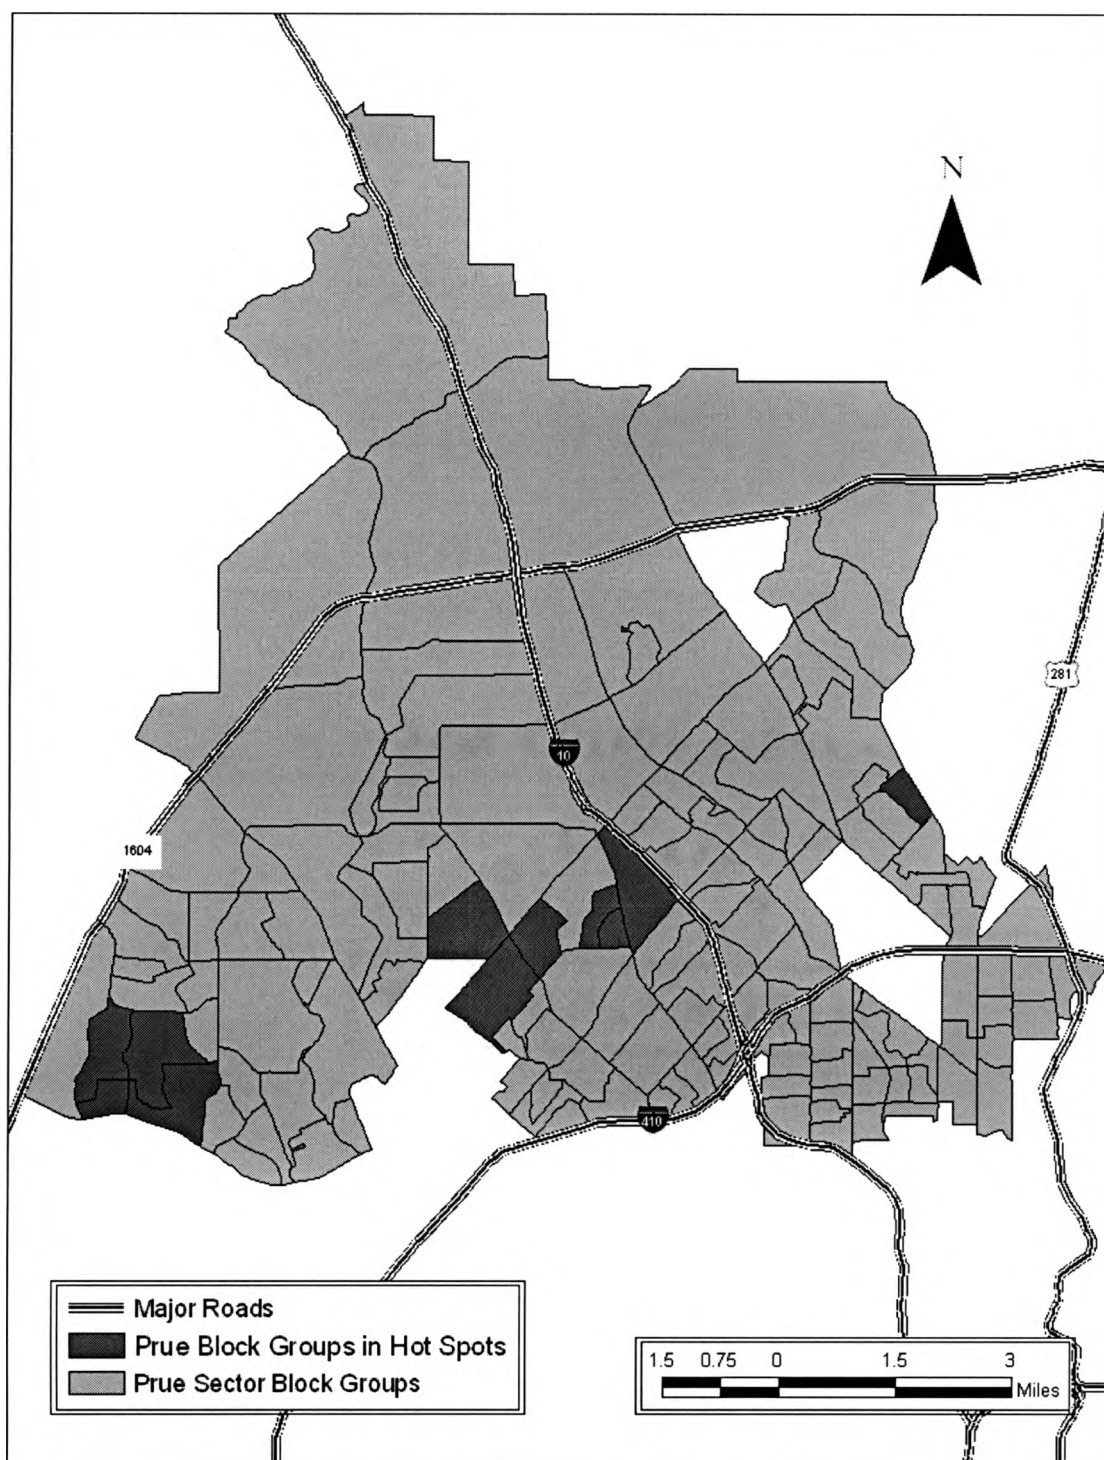 N
281
10
1604
410
Major Roads
Prue Block Groups in Hot Spots
Prue Sector Block Groups
1.5 0.75 0 1.5 3
Miles